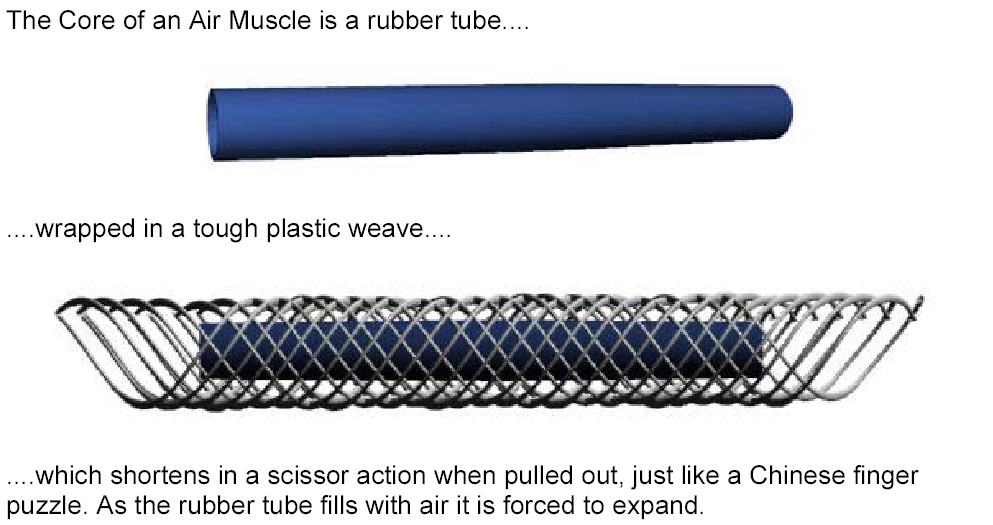 The Core of an Air Muscle is a rubber tube....
....wrapped in a tough plastic weave....
....which shortens in a scissor action when pulled out, just like a Chinese finger
puzzle. As the rubber tube fills with air it is forced to expand.